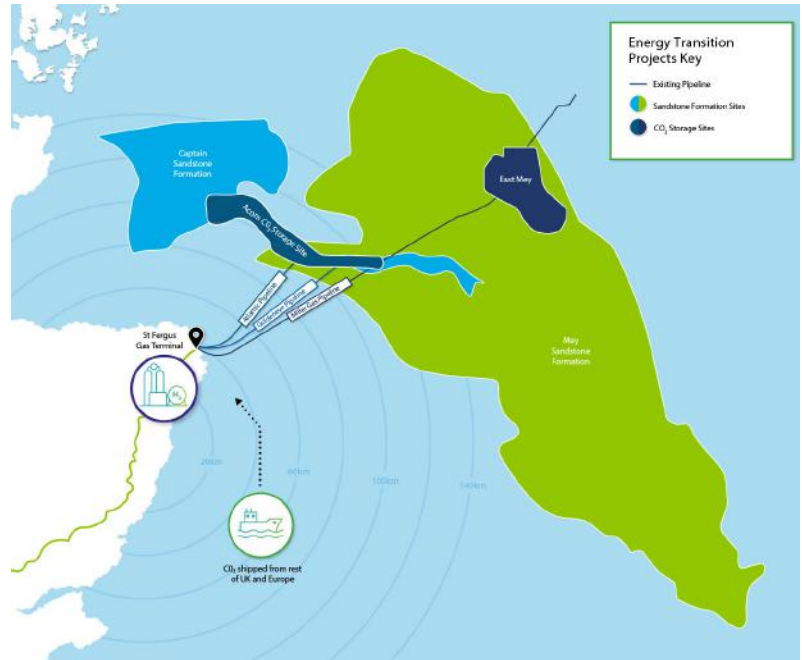 Energy Transition
Projects Key
Existing Pipeline
Sandstone Formation Sites
CO₂ Storage Sites
Captain
Sandstone
Formation
East Mey
Acorn CO₂ Storage Site
Atlantic Pipeline
Goldeneye Pipeline
Miller Gas Pipeline
St Fergus
Gas Terminal
May
Sandstone
Formation
20km
60km
100km
140km
CO₂ shipped from rest
of UK and Europe